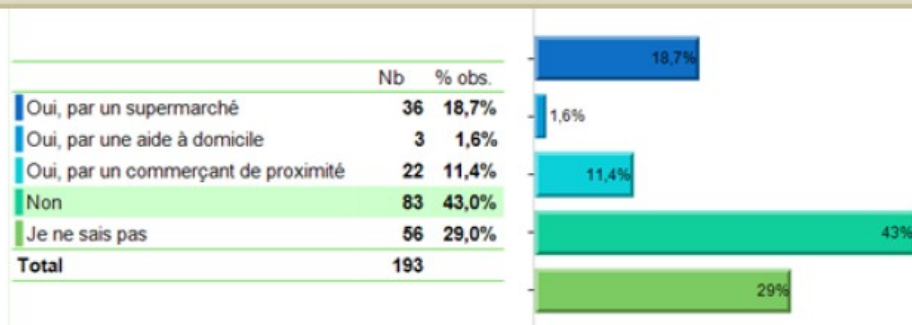 Nb % obs.
Oui, par un supermarché 36 18,7%
Oui, par une aide à domicile 3 1,6%
Oui, par un commerçant de proximité 22 11,4%
Non 83 43,0%
Je ne sais pas 56 29,0%
Total 193
18,7%
1,6%
11,4%
43%
29%